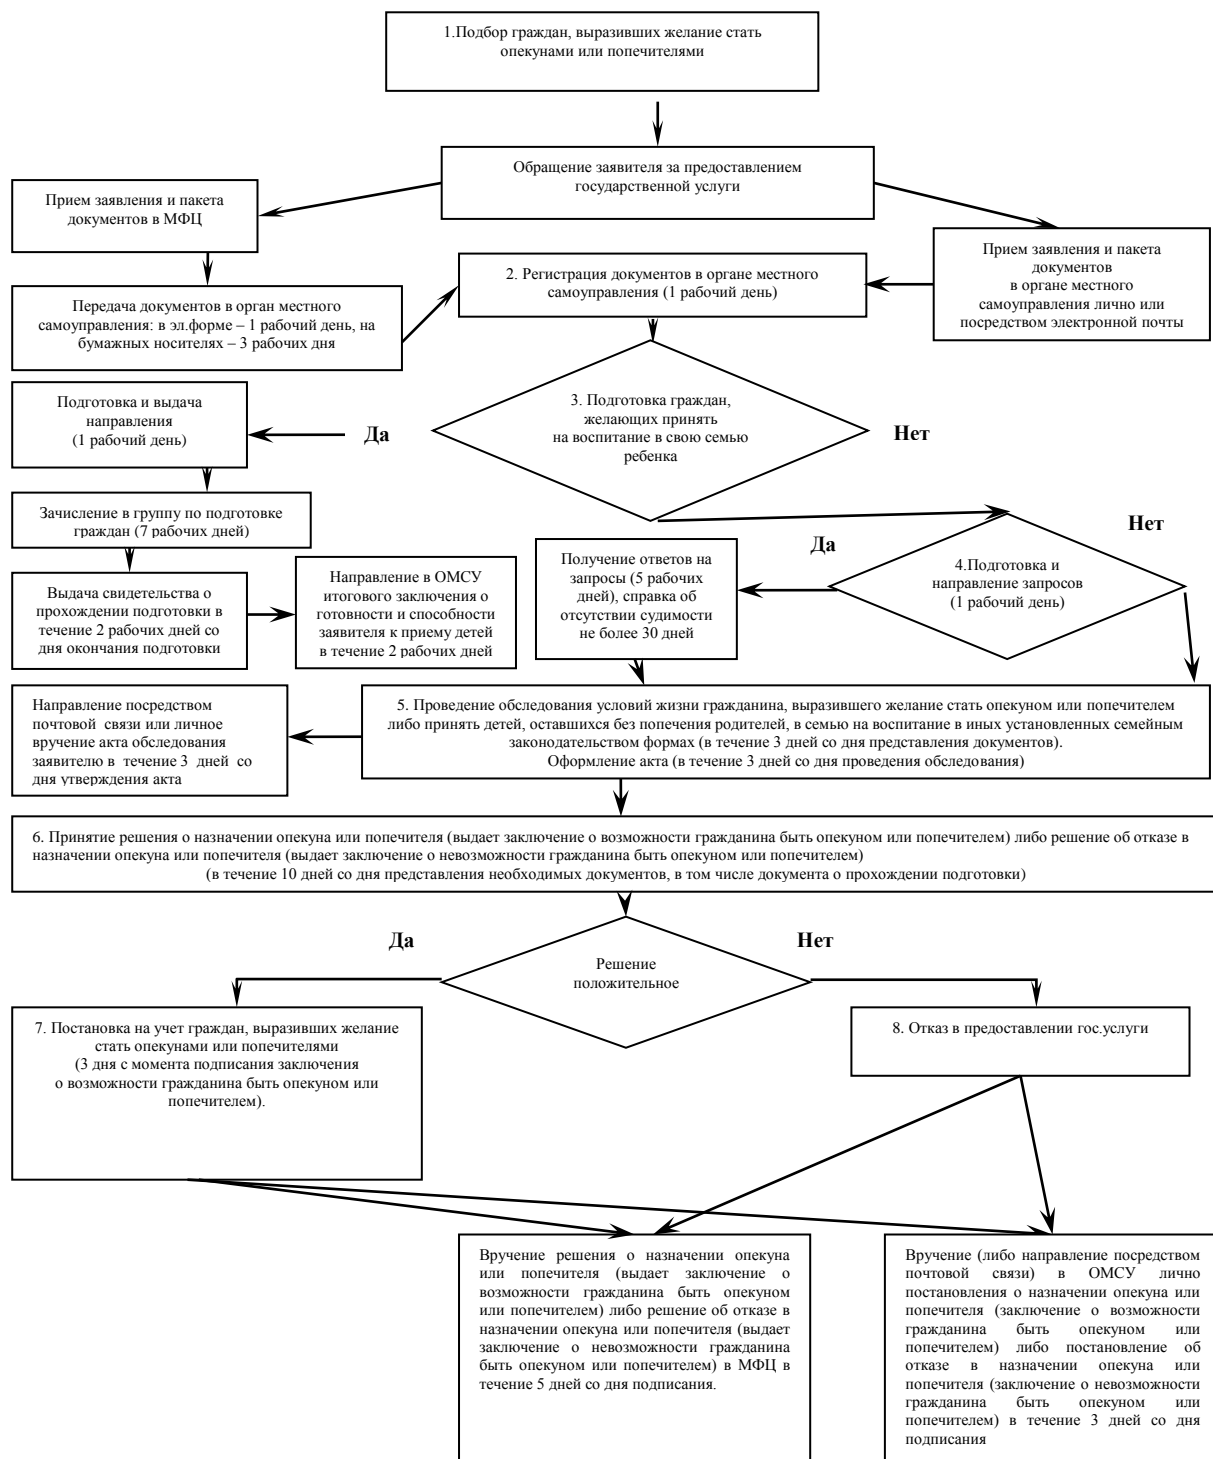 1.Подбор граждан, выразивших желание стать
опекунами или попечителями
Обращение заявителя за предоставлением
государственной услуги
Прием заявления и пакета
документов в МФЦ
Прием заявления и пакета
документов
в органе местного
самоуправления лично или
посредством электронной почты
2. Регистрация документов в органе местного
самоуправления (1 рабочий день)
Передача документов в орган местного
самоуправления: в эл.форме – 1 рабочий день, на
бумажных носителях – 3 рабочих дня
3. Подготовка граждан,
желающих принять
на воспитание в свою семью
ребенка
Да
Нет
Подготовка и выдача
направления
(1 рабочий день)
Зачисление в группу по подготовке
граждан (7 рабочих дней)
Выдача свидетельства о
прохождении подготовки в
течение 2 рабочих дней со
дня окончания подготовки
Направление в ОМСУ
итогового заключения о
готовности и способности
заявителя к приему детей
в течение 2 рабочих дней
Получение ответов на
запросы (5 рабочих
дней), справка об
отсутствии судимости
не более 30 дней
Да
Нет
4.Подготовка и
направление запросов
(1 рабочий день)
Направление посредством
почтовой связи или личное
вручение акта обследования
заявителю в течение 3 дней со
дня утверждения акта
5. Проведение обследования условий жизни гражданина, выразившего желание стать опекуном или попечителем
либо принять детей, оставшихся без попечения родителей, в семью на воспитание в иных установленных семейным
законодательством формах (в течение 3 дней со дня представления документов).
Оформление акта (в течение 3 дней со дня проведения обследования)
6. Принятие решения о назначении опекуна или попечителя (выдает заключение о возможности гражданина быть опекуном или попечителем) либо решение об отказе в
назначении опекуна или попечителя (выдает заключение о невозможности гражданина быть опекуном или попечителем)
(в течение 10 дней со дня представления необходимых документов, в том числе документа о прохождении подготовки)
Да
Нет
Решение
положительное
7. Постановка на учет граждан, выразивших желание
стать опекунами или попечителями
(3 дня с момента подписания заключения
о возможности гражданина быть опекуном или
попечителем).
8. Отказ в предоставлении гос.услуги
Вручение решения о назначении опекуна
или попечителя (выдает заключение о
возможности гражданина быть опекуном
или попечителем) либо решение об отказе в
назначении опекуна или попечителя (выдает
заключение о невозможности гражданина
быть опекуном или попечителем) в МФЦ в
течение 5 дней со дня подписания.
Вручение (либо направление посредством
почтовой связи) в ОМСУ лично
постановления о назначении опекуна или
попечителя (заключение о возможности
гражданина быть опекуном или
попечителем) либо постановление об
отказе в назначении опекуна или
попечителя (заключение о невозможности
гражданина быть опекуном или
попечителем) в течение 3 дней со дня
подписания